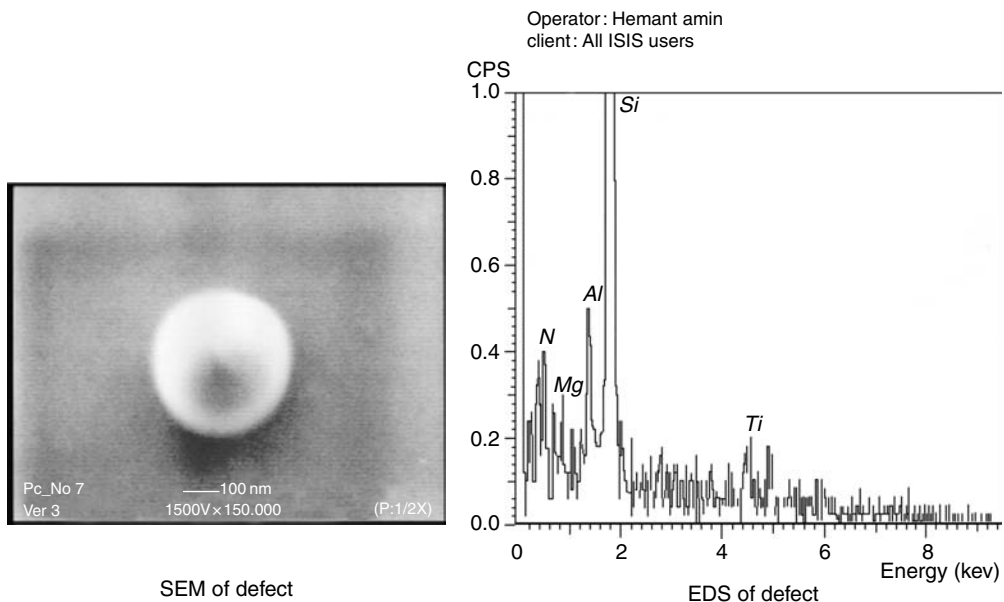 Operator: Hemant amin
client: All ISIS users
CPS
1.0
0.8
0.6
0.4
0.2
0.0
Si
Al
N
Mg
Ti
0 2 4 6 8
Energy (kev)
Pc_No 7
Ver 3
100 nm
1500V×150.000
(P:1/2X)
SEM of defect
EDS of defect